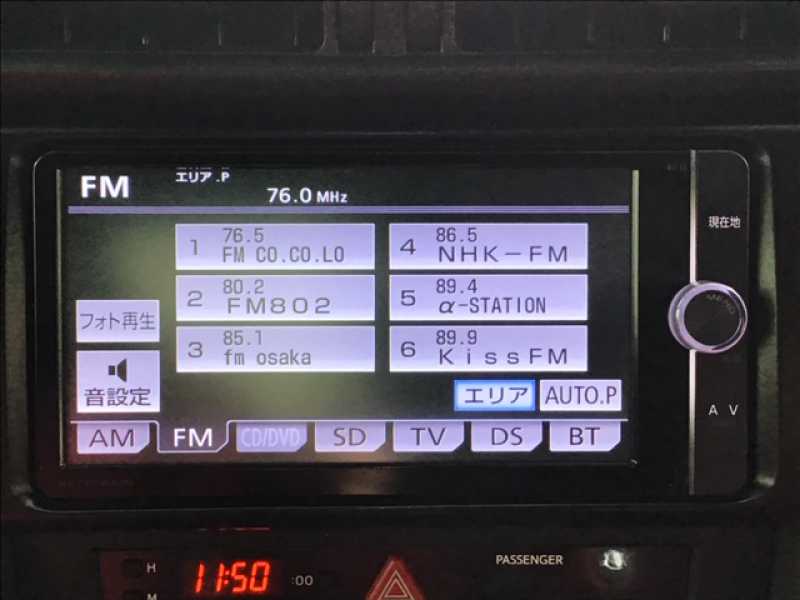 FM エリア.P
76.0 MHz
現在地
1 76.5 FM CO.CO.LO
4 86.5 NHK-FM
2 80.2 FM802
5 89.4 α-STATION
3 85.1 fm osaka
6 89.9 KissFM
フォト再生
音設定
MENU
エリア AUTO.P
AV
AM FM CD/DVD SD TV DS BT
PASSENGER
H 11:50 :00
M